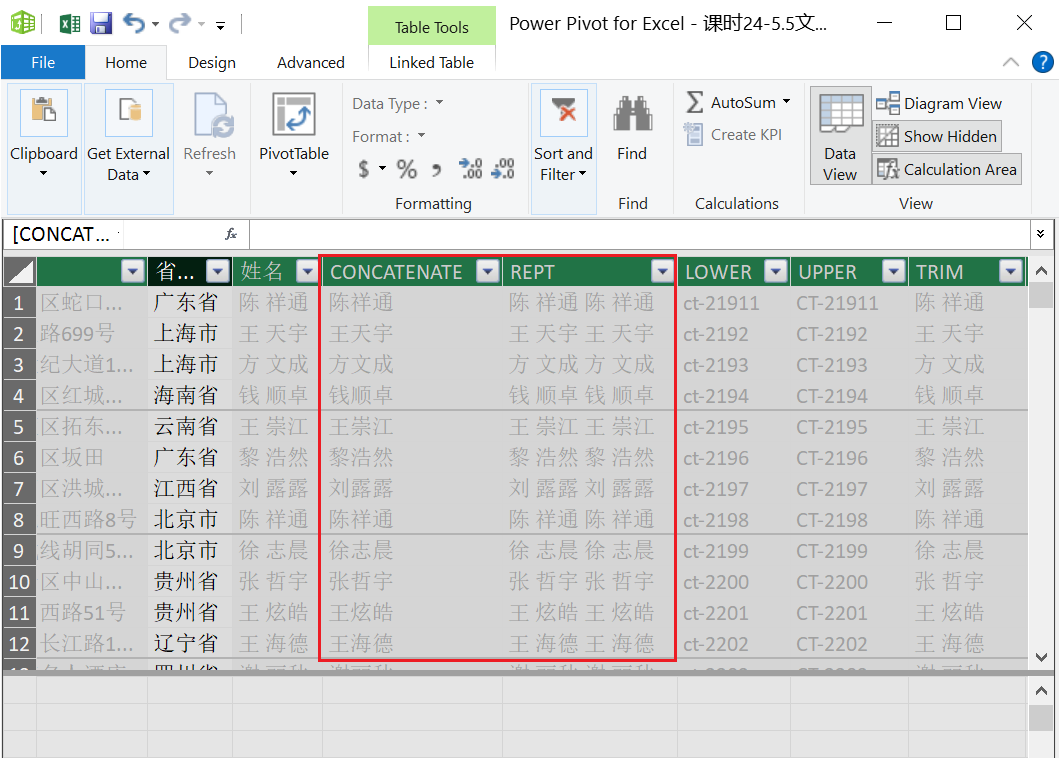 Table Tools
Power Pivot for Excel - 课时24-5.5文...
File Home Design Advanced Linked Table
Clipboard
Get External Data
Refresh
PivotTable
Data Type :
Format :
$ % , .00 .00
Formatting
Sort and Filter
Find
Find
AutoSum
Create KPI
Calculations
Data View
Diagram View
Show Hidden
Calculation Area
View
[CONCAT... fx
省... 姓名 CONCATENATE REPT LOWER UPPER TRIM
1 区蛇口... 广东省 陈 祥通 陈祥通 陈 祥通 陈 祥通 ct-21911 CT-21911 陈 祥通
2 路699号 上海市 王 天宇 王天宇 王 天宇 王 天宇 ct-2192 CT-2192 王 天宇
3 纪大道1... 上海市 方 文成 方文成 方 文成 方 文成 ct-2193 CT-2193 方 文成
4 区红城... 海南省 钱 顺卓 钱顺卓 钱 顺卓 钱 顺卓 ct-2194 CT-2194 钱 顺卓
5 区拓东... 云南省 王 崇江 王崇江 王 崇江 王 崇江 ct-2195 CT-2195 王 崇江
6 区坂田 广东省 黎 浩然 黎浩然 黎 浩然 黎 浩然 ct-2196 CT-2196 黎 浩然
7 区洪城... 江西省 刘 露露 刘露露 刘 露露 刘 露露 ct-2197 CT-2197 刘 露露
8 旺西路8号 北京市 陈 祥通 陈祥通 陈 祥通 陈 祥通 ct-2198 CT-2198 陈 祥通
9 线胡同5... 北京市 徐 志晨 徐志晨 徐 志晨 徐 志晨 ct-2199 CT-2199 徐 志晨
10 区中山... 贵州省 张 哲宇 张哲宇 张 哲宇 张 哲宇 ct-2200 CT-2200 张 哲宇
11 西路51号 贵州省 王 炫皓 王炫皓 王 炫皓 王 炫皓 ct-2201 CT-2201 王 炫皓
12 长江路1... 辽宁省 王 海德 王海德 王 海德 王 海德 ct-2202 CT-2202 王 海德